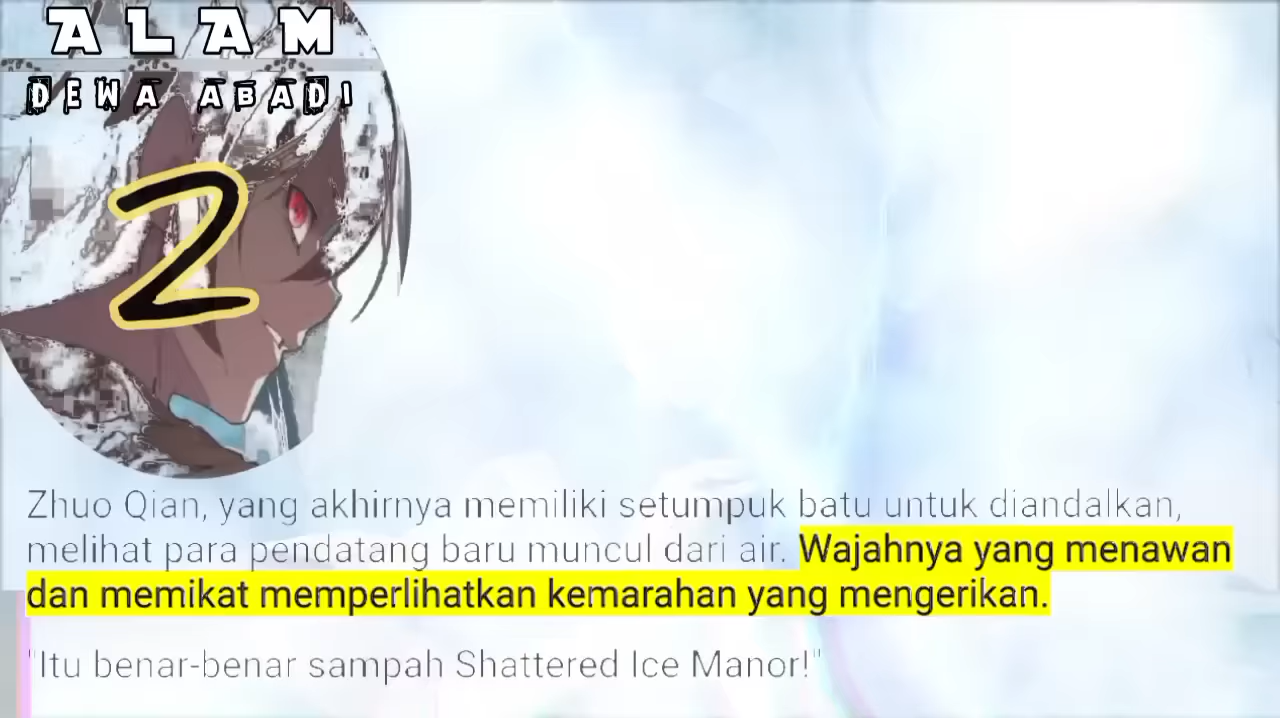 ALAM
DEWA ABADI
2
Zhuo Qian, yang akhirnya memiliki setumpuk batu untuk diandalkan,
melihat para pendatang baru muncul dari air. Wajahnya yang menawan
dan memikat memperlihatkan kemarahan yang mengerikan.
"Itu benar-benar sampah Shattered Ice Manor!"